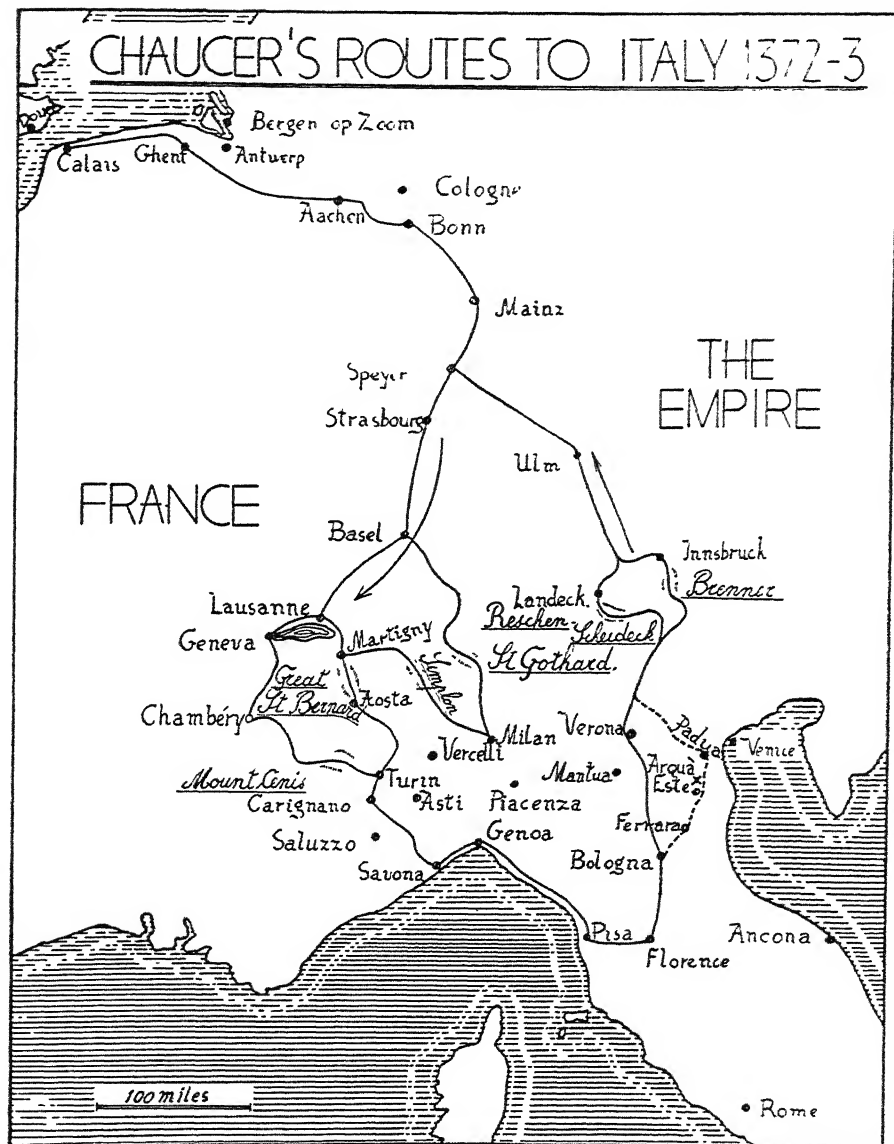 CHAUCER'S ROUTES TO ITALY 1372-3
Bergen op Zoom
Calais
Ghent
Antwerp
Cologne
Aachen
Bonn
Mainz
THE
EMPIRE
Speyer
Strasbourg
Ulm
FRANCE
Basel
Innsbruck
Brenner
Landeck
Reschen-
Scheideck
Lausanne
Geneva
Martigny
St Gothard.
Great
St Bernard
Simplon
Aosta
Chambéry
Milan
Verona
Padua
Venice
Vercelli
Mantua
Arquà
Este
Mount Cenis
Turin
Carignano
Asti
Piacenza
Ferrara
Saluzzo
Genoa
Savona
Bologna
Pisa
Florence
Ancona
100 miles
Rome